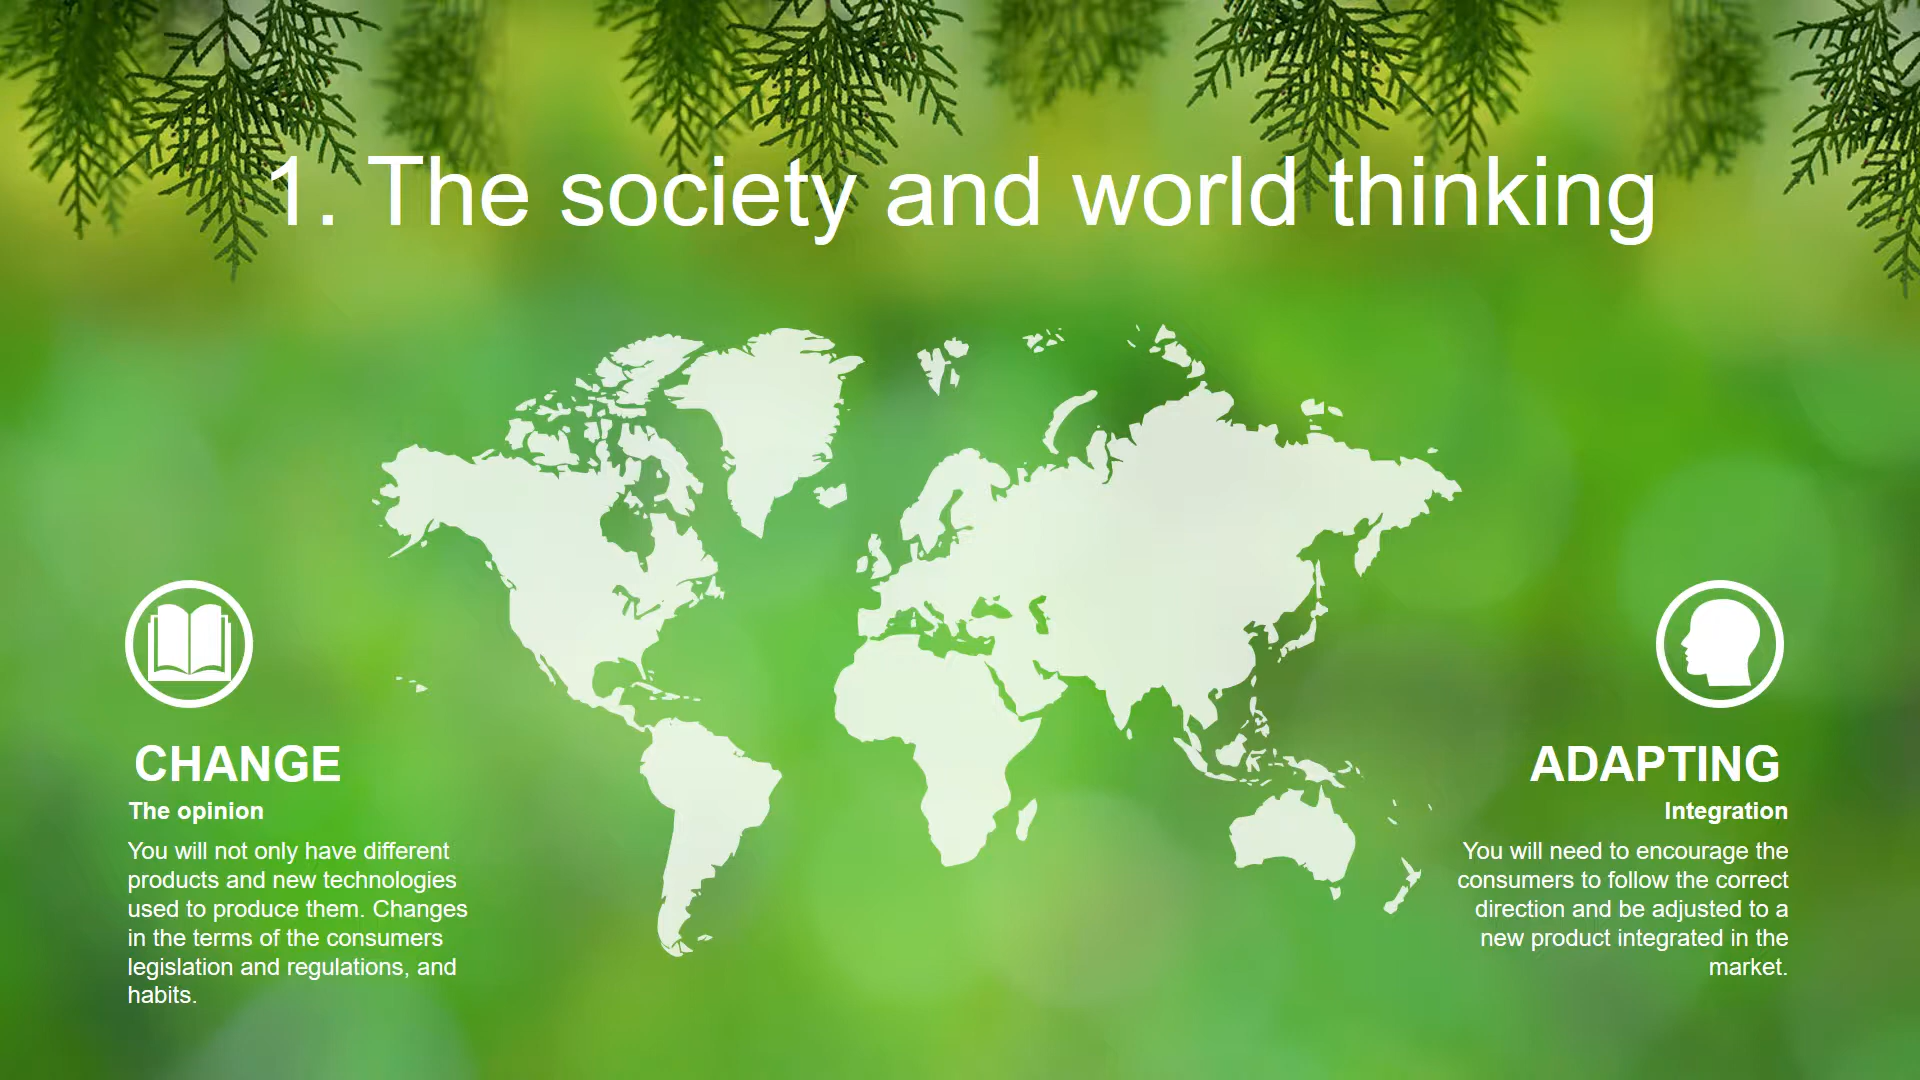 1. The society and world thinking
CHANGE
The opinion
You will not only have different
products and new technologies
used to produce them. Changes
in the terms of the consumers
legislation and regulations, and
habits.
ADAPTING
Integration
You will need to encourage the
consumers to follow the correct
direction and be adjusted to a
new product integrated in the
market.